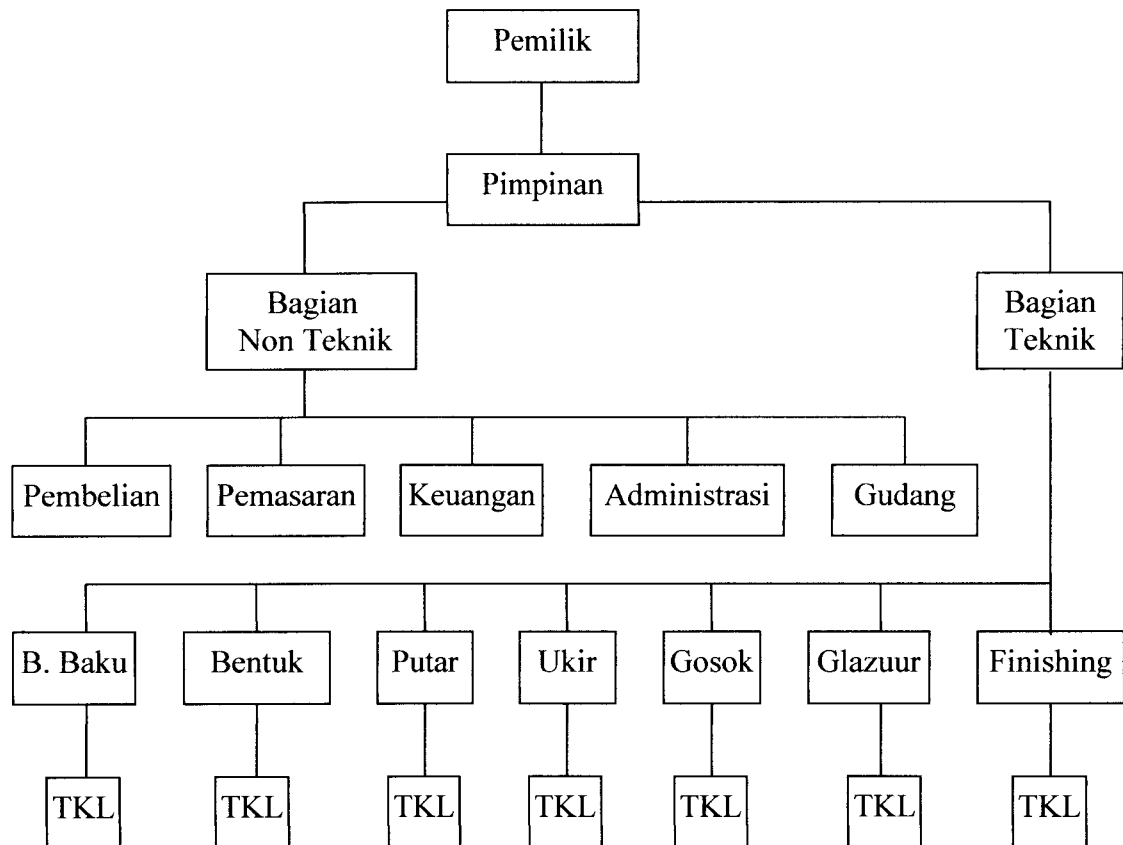 Pemilik
Pimpinan
Bagian
Non Teknik
Bagian
Teknik
Pembelian
Pemasaran
Keuangan
Administrasi
Gudang
B. Baku
Bentuk
Putar
Ukir
Gosok
Glazuur
Finishing
TKL
TKL
TKL
TKL
TKL
TKL
TKL